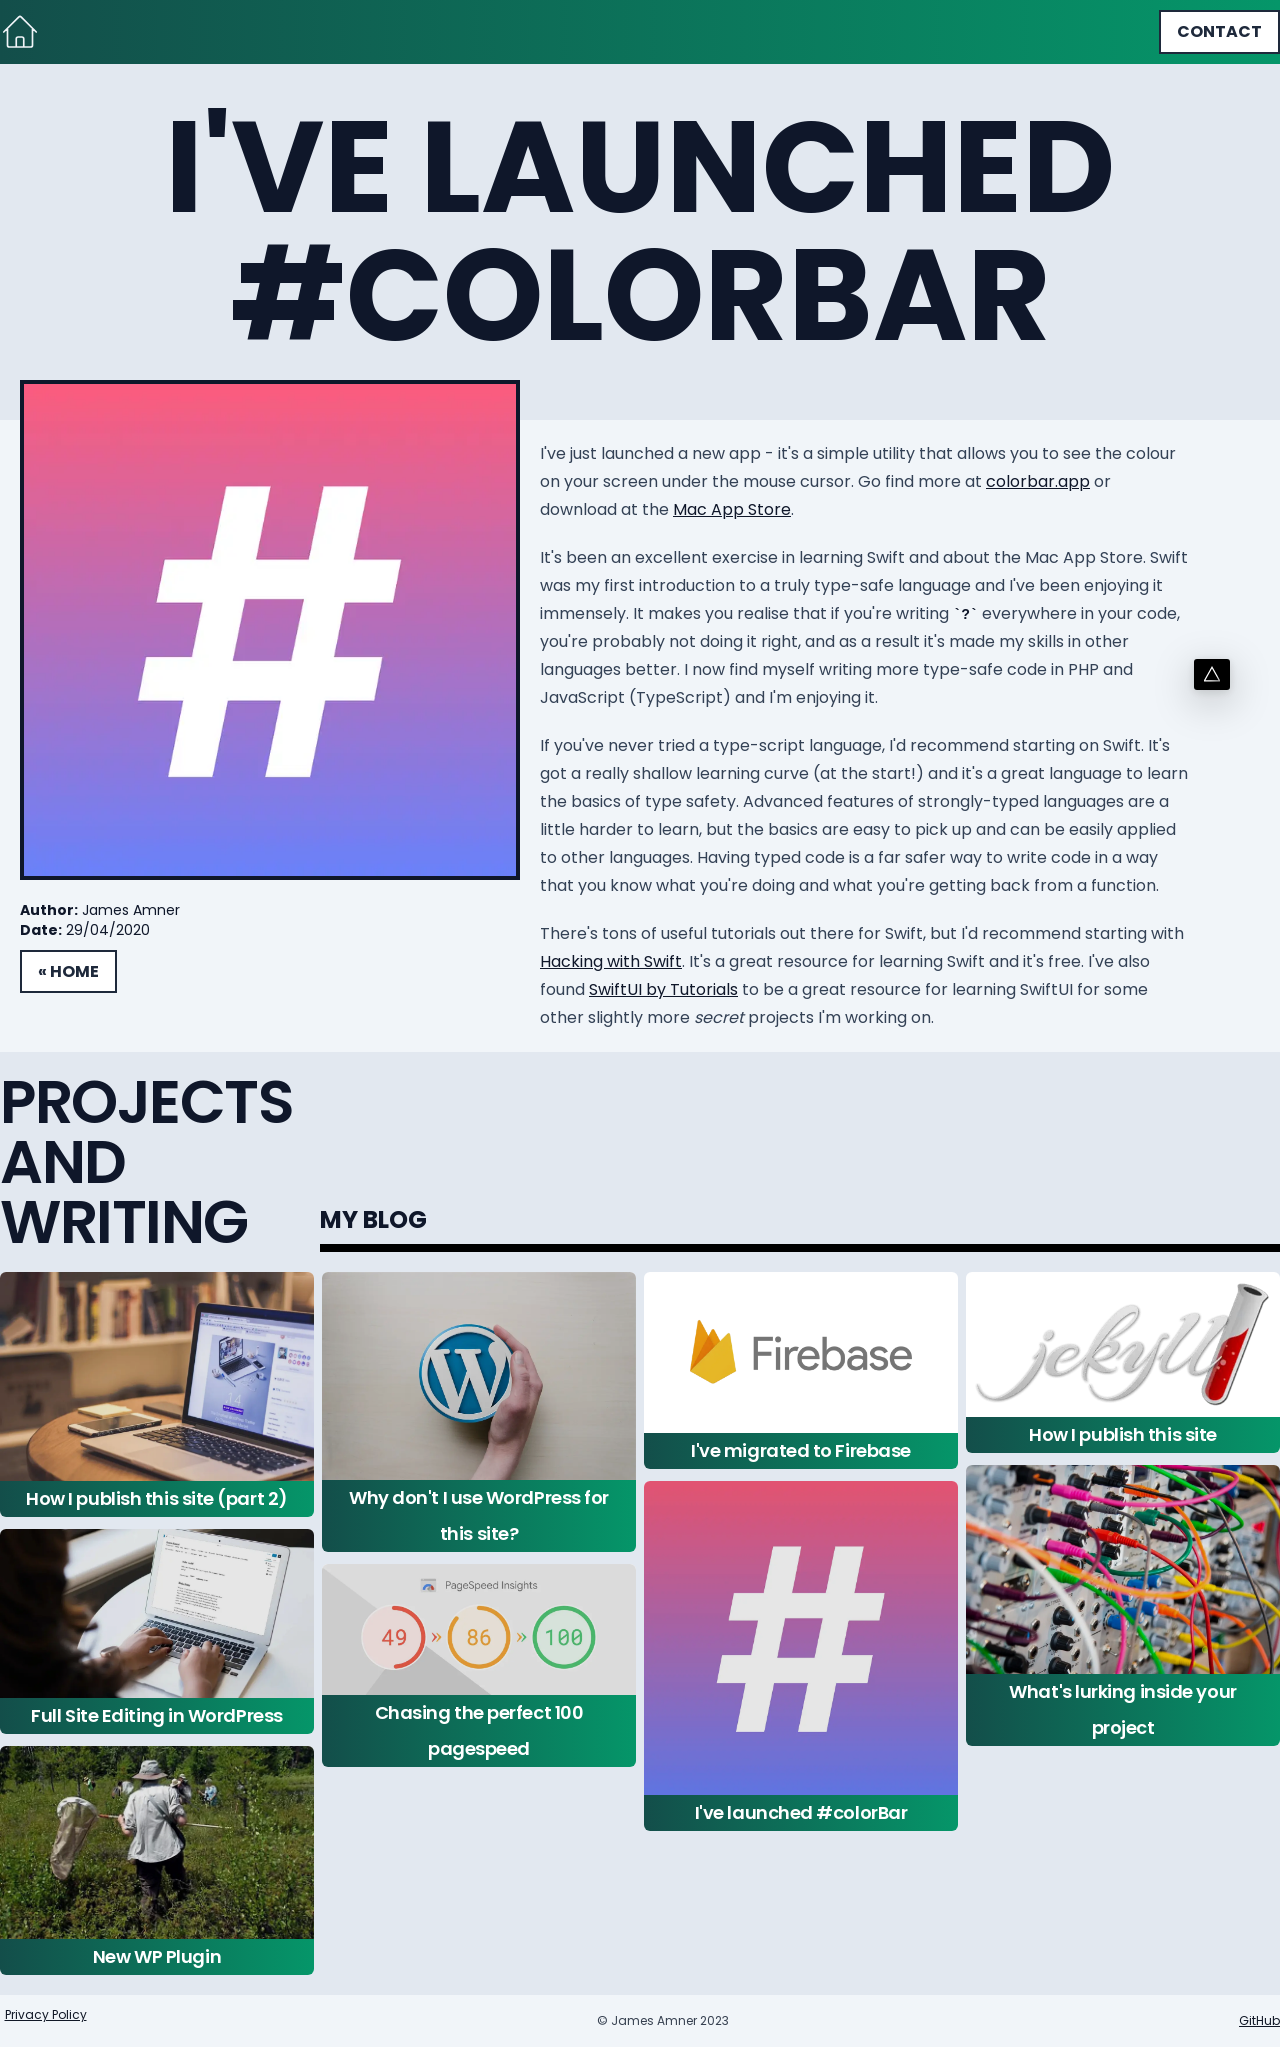 CONTACT
I'VE LAUNCHED
#COLORBAR
#
I've just launched a new app - it's a simple utility that allows you to see the colour
on your screen under the mouse cursor. Go find more at colorbar.app or
download at the Mac App Store.
It's been an excellent exercise in learning Swift and about the Mac App Store. Swift
was my first introduction to a truly type-safe language and I've been enjoying it
immensely. It makes you realise that if you're writing `?` everywhere in your code,
you're probably not doing it right, and as a result it's made my skills in other
languages better. I now find myself writing more type-safe code in PHP and
JavaScript (TypeScript) and I'm enjoying it.
If you've never tried a type-script language, I'd recommend starting on Swift. It's
got a really shallow learning curve (at the start!) and it's a great language to learn
the basics of type safety. Advanced features of strongly-typed languages are a
little harder to learn, but the basics are easy to pick up and can be easily applied
to other languages. Having typed code is a far safer way to write code in a way
that you know what you're doing and what you're getting back from a function.
There's tons of useful tutorials out there for Swift, but I'd recommend starting with
Hacking with Swift. It's a great resource for learning Swift and it's free. I've also
found SwiftUI by Tutorials to be a great resource for learning SwiftUI for some
other slightly more secret projects I'm working on.
Author: James Amner
Date: 29/04/2020
« HOME
PROJECTS
AND
WRITING
MY BLOG
How I publish this site (part 2)
Full Site Editing in WordPress
New WP Plugin
W
Why don't I use WordPress for
this site?
PageSpeed Insights
49 » 86 » 100
Chasing the perfect 100
pagespeed
Firebase
I've migrated to Firebase
#
I've launched #colorBar
jekyll
How I publish this site
What's lurking inside your
project
Privacy Policy
© James Amner 2023
GitHub